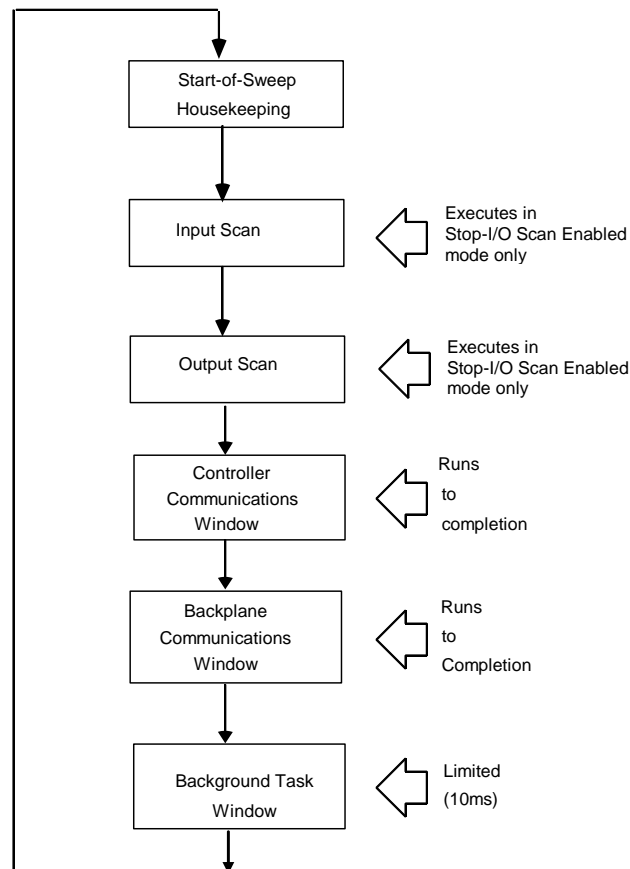 Start-of-Sweep
Housekeeping
Input Scan
Executes in
Stop-I/O Scan Enabled
mode only
Output Scan
Executes in
Stop-I/O Scan Enabled
mode only
Controller
Communications
Window
Runs
to
completion
Backplane
Communications
Window
Runs
to
Completion
Background Task
Window
Limited
(10ms)